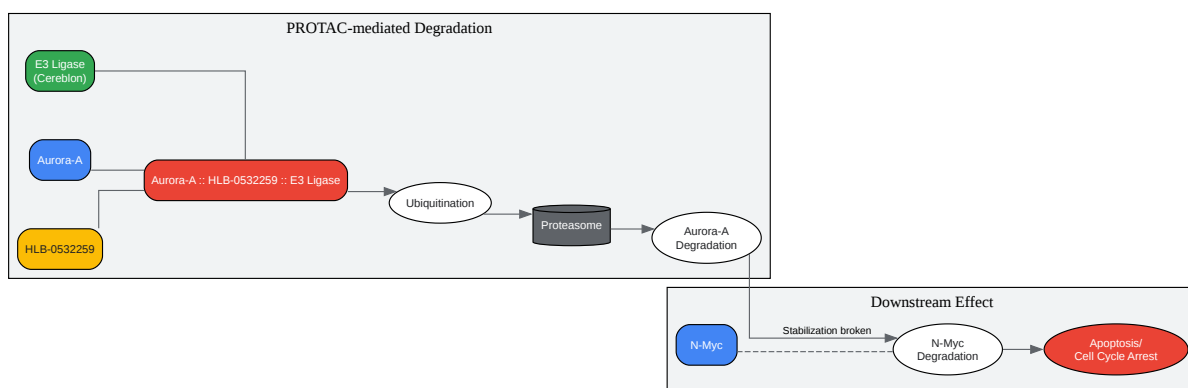 PROTAC-mediated Degradation
E3 Ligase
(Cereblon)
Aurora-A
Aurora-A :: HLB-0532259 :: E3 Ligase
HLB-0532259
Ubiquitination
Proteasome
Aurora-A
Degradation
Downstream Effect
Stabilization broken
N-Myc
N-Myc
Degradation
Apoptosis/
Cell Cycle Arrest